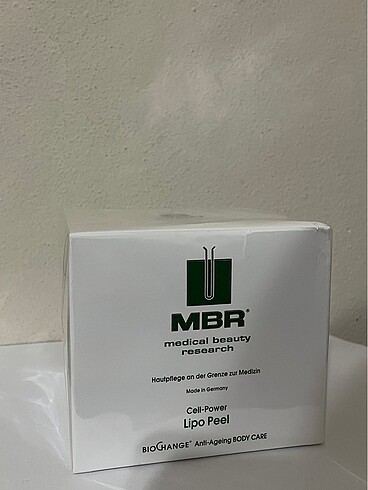 MBR®
medical beauty
research
Hautpflege an der Grenze zur Medizin
Made in Germany
Cell-Power
Lipo Peel
BIOCHANGE® Anti-Ageing BODY CARE